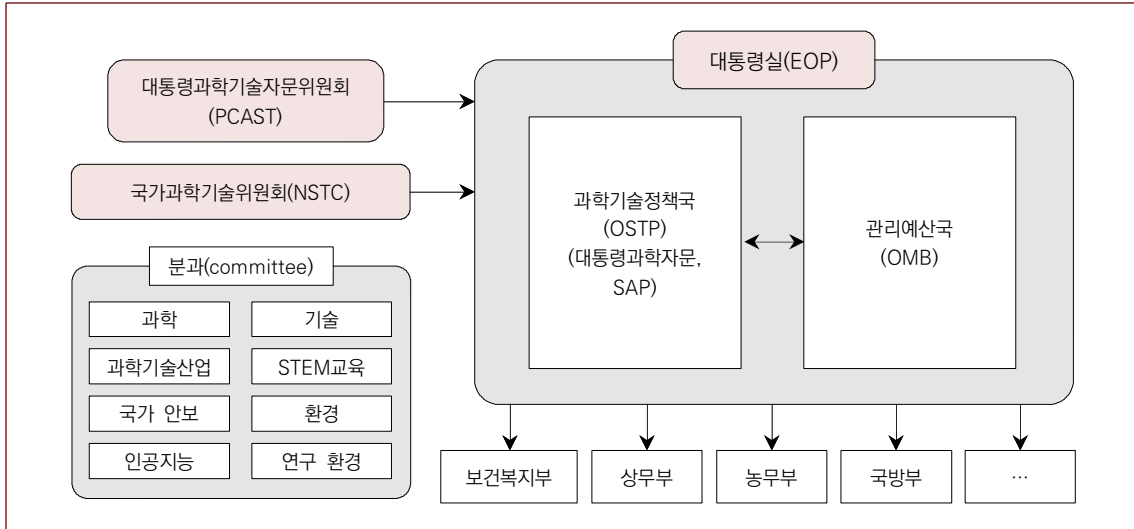 대통령실(EOP)
대통령과학기술자문위원회
(PCAST)
국가과학기술위원회(NSTC)
과학기술정책국
(OSTP)
(대통령과학자문,
SAP)
관리예산국
(OMB)
분과(committee)
과학
기술
과학기술산업
STEM교육
국가 안보
환경
인공지능
연구 환경
보건복지부
상무부
농무부
국방부
…